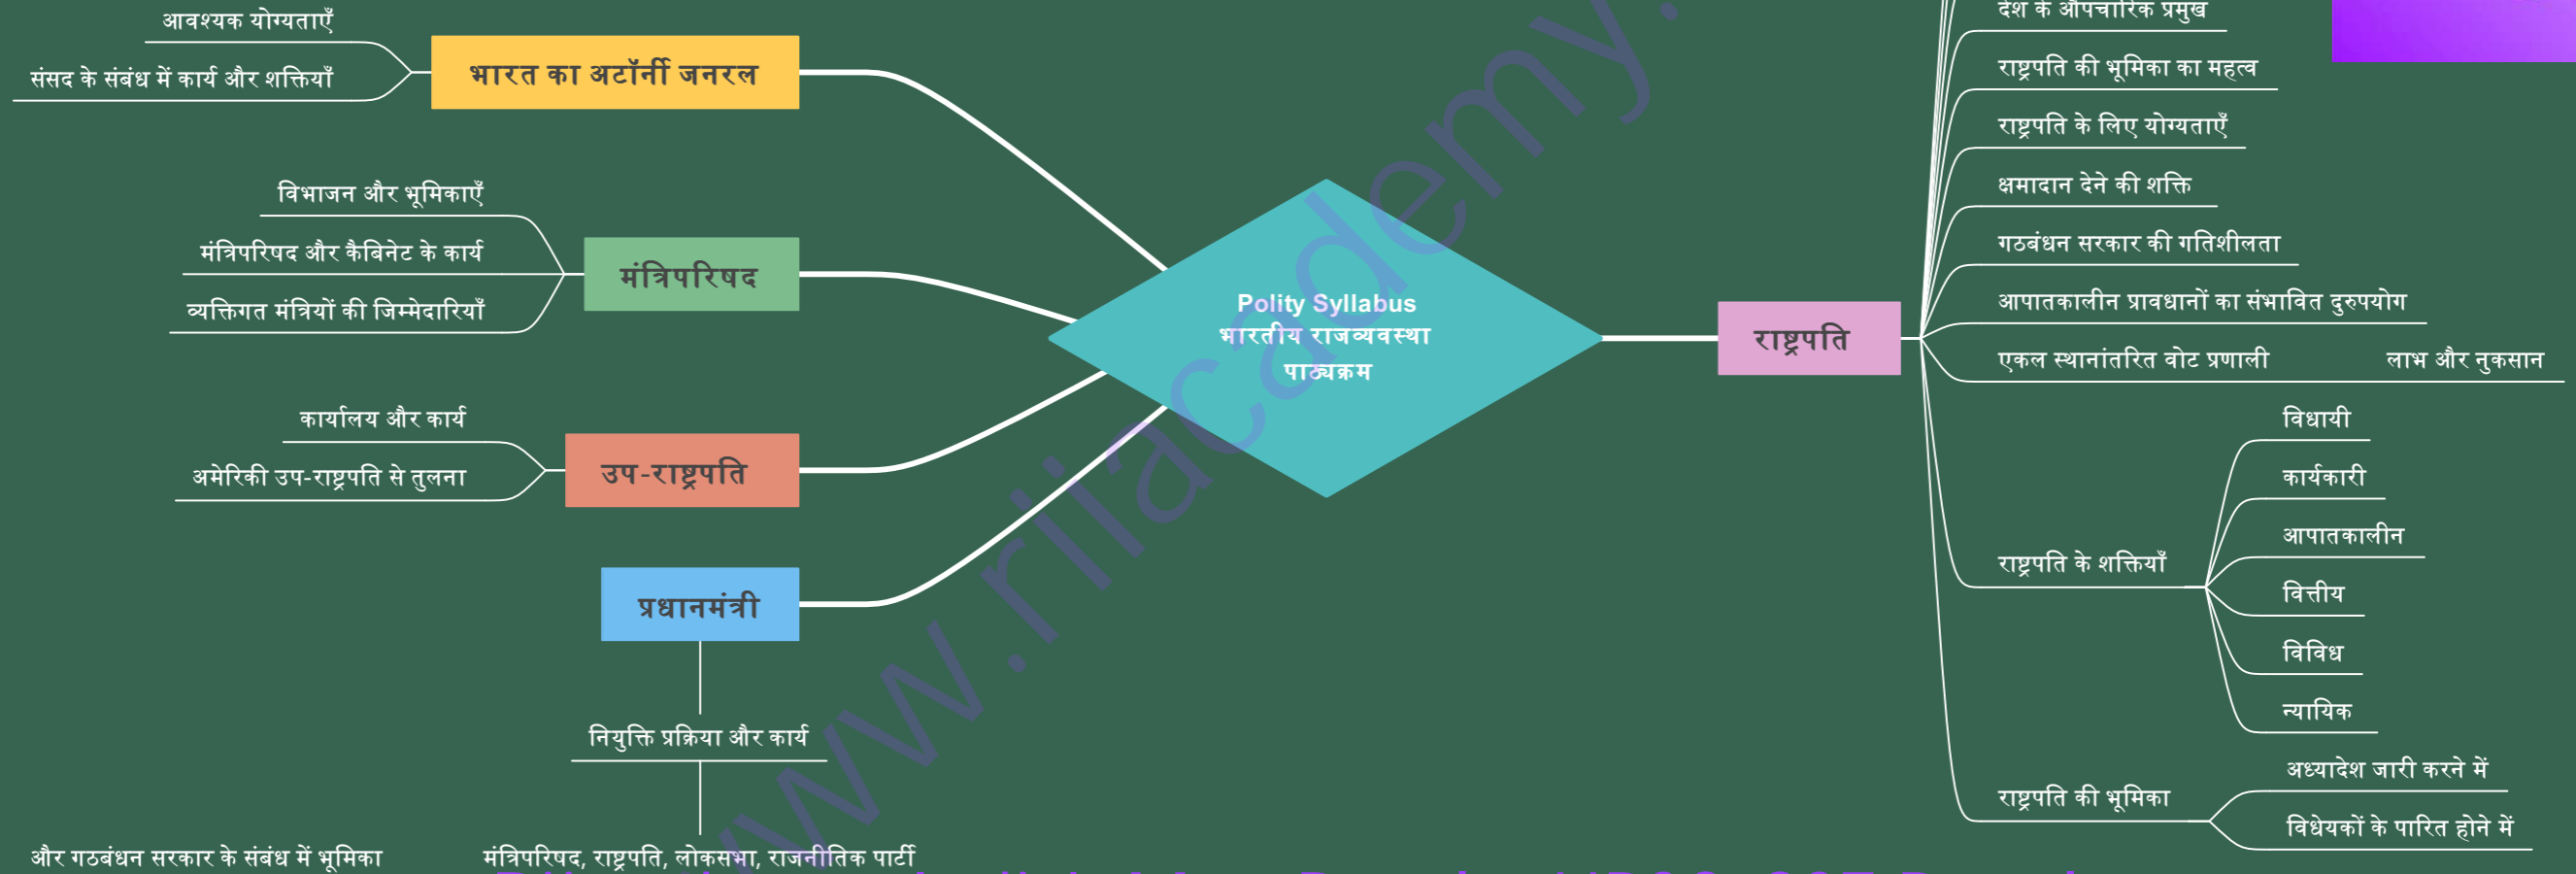 आवश्यक योग्यताएँ
संसद के संबंध में कार्य और शक्तियाँ
भारत का अटॉर्नी जनरल
विभाजन और भूमिकाएँ
मंत्रिपरिषद और कैबिनेट के कार्य
व्यक्तिगत मंत्रियों की जिम्मेदारियाँ
मंत्रिपरिषद
कार्यालय और कार्य
अमेरिकी उप-राष्ट्रपति से तुलना
उप-राष्ट्रपति
प्रधानमंत्री
नियुक्ति प्रक्रिया और कार्य
और गठबंधन सरकार के संबंध में भूमिका
मंत्रिपरिषद, राष्ट्रपति, लोकसभा, राजनीतिक पार्टी
Polity Syllabus
भारतीय राजव्यवस्था
पाठ्यक्रम
राष्ट्रपति
देश के औपचारिक प्रमुख
राष्ट्रपति की भूमिका का महत्व
राष्ट्रपति के लिए योग्यताएँ
क्षमादान देने की शक्ति
गठबंधन सरकार की गतिशीलता
आपातकालीन प्रावधानों का संभावित दुरुपयोग
एकल स्थानांतरित वोट प्रणाली
लाभ और नुकसान
राष्ट्रपति के शक्तियाँ
विधायी
कार्यकारी
आपातकालीन
वित्तीय
विविध
न्यायिक
राष्ट्रपति की भूमिका
अध्यादेश जारी करने में
विधेयकों के पारित होने में